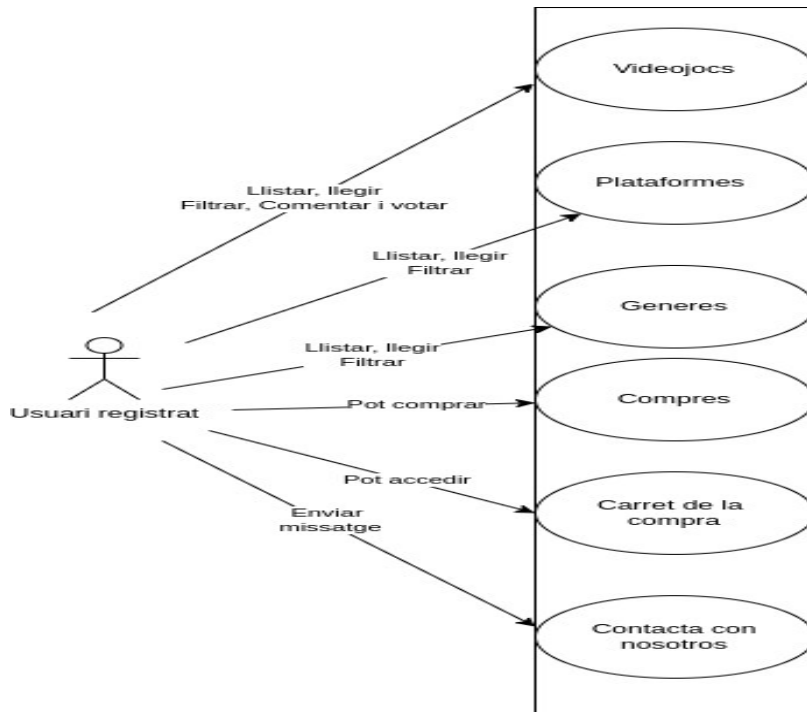 Videojocs
Llistar, llegir
Filtrar, Comentar i votar
Plataformes
Llistar, llegir
Filtrar
Generes
Llistar, llegir
Filtrar
Usuari registrat
Pot comprar
Compres
Pot accedir
Carret de la
compra
Enviar
missatge
Contacta con
nosotros